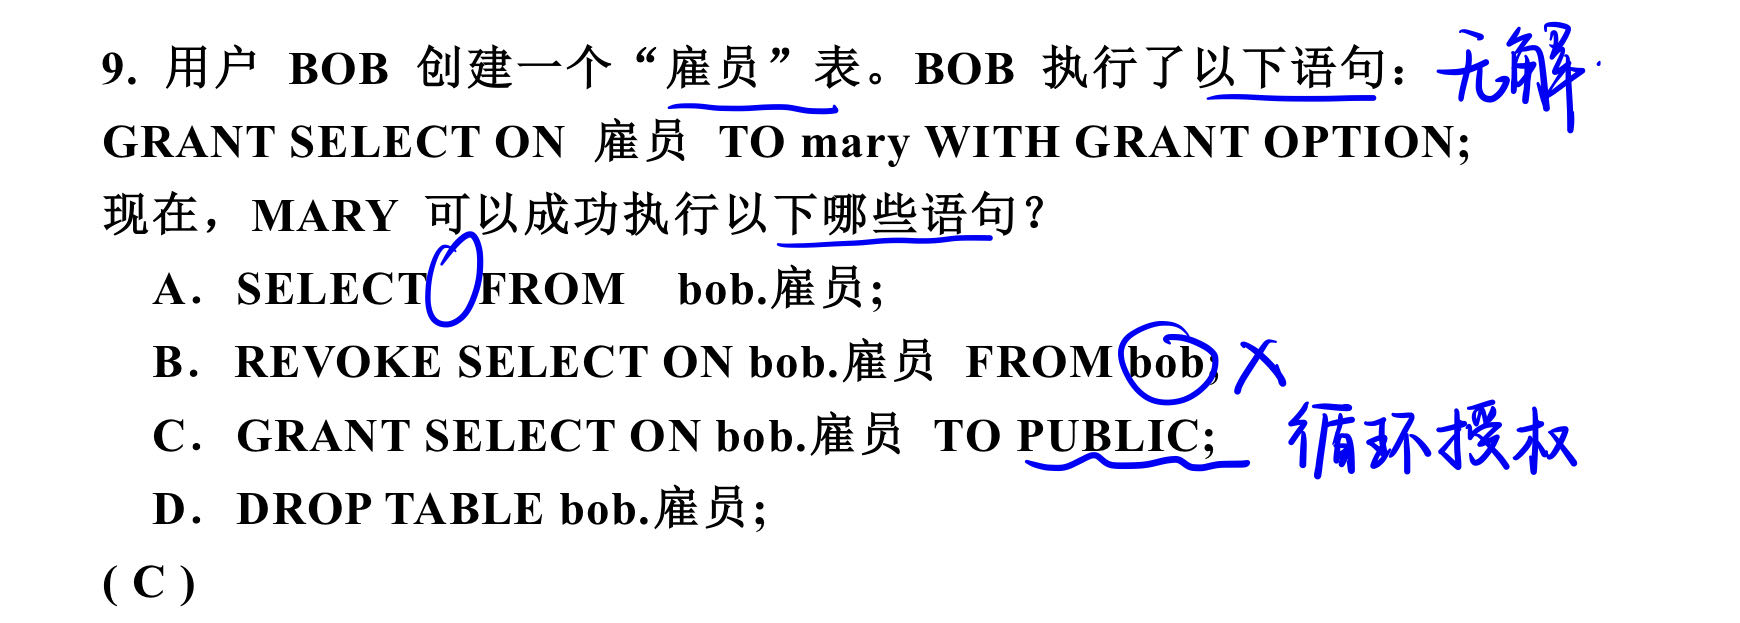 9. 用户 BOB 创建一个“雇员”表。BOB 执行了以下语句： 无解.
GRANT SELECT ON 雇员 TO mary WITH GRANT OPTION;
现在，MARY 可以成功执行以下哪些语句？
A. SELECT FROM bob.雇员;
B. REVOKE SELECT ON bob.雇员 FROM bob; X
C. GRANT SELECT ON bob.雇员 TO PUBLIC; 循环授权
D. DROP TABLE bob.雇员;
( C )